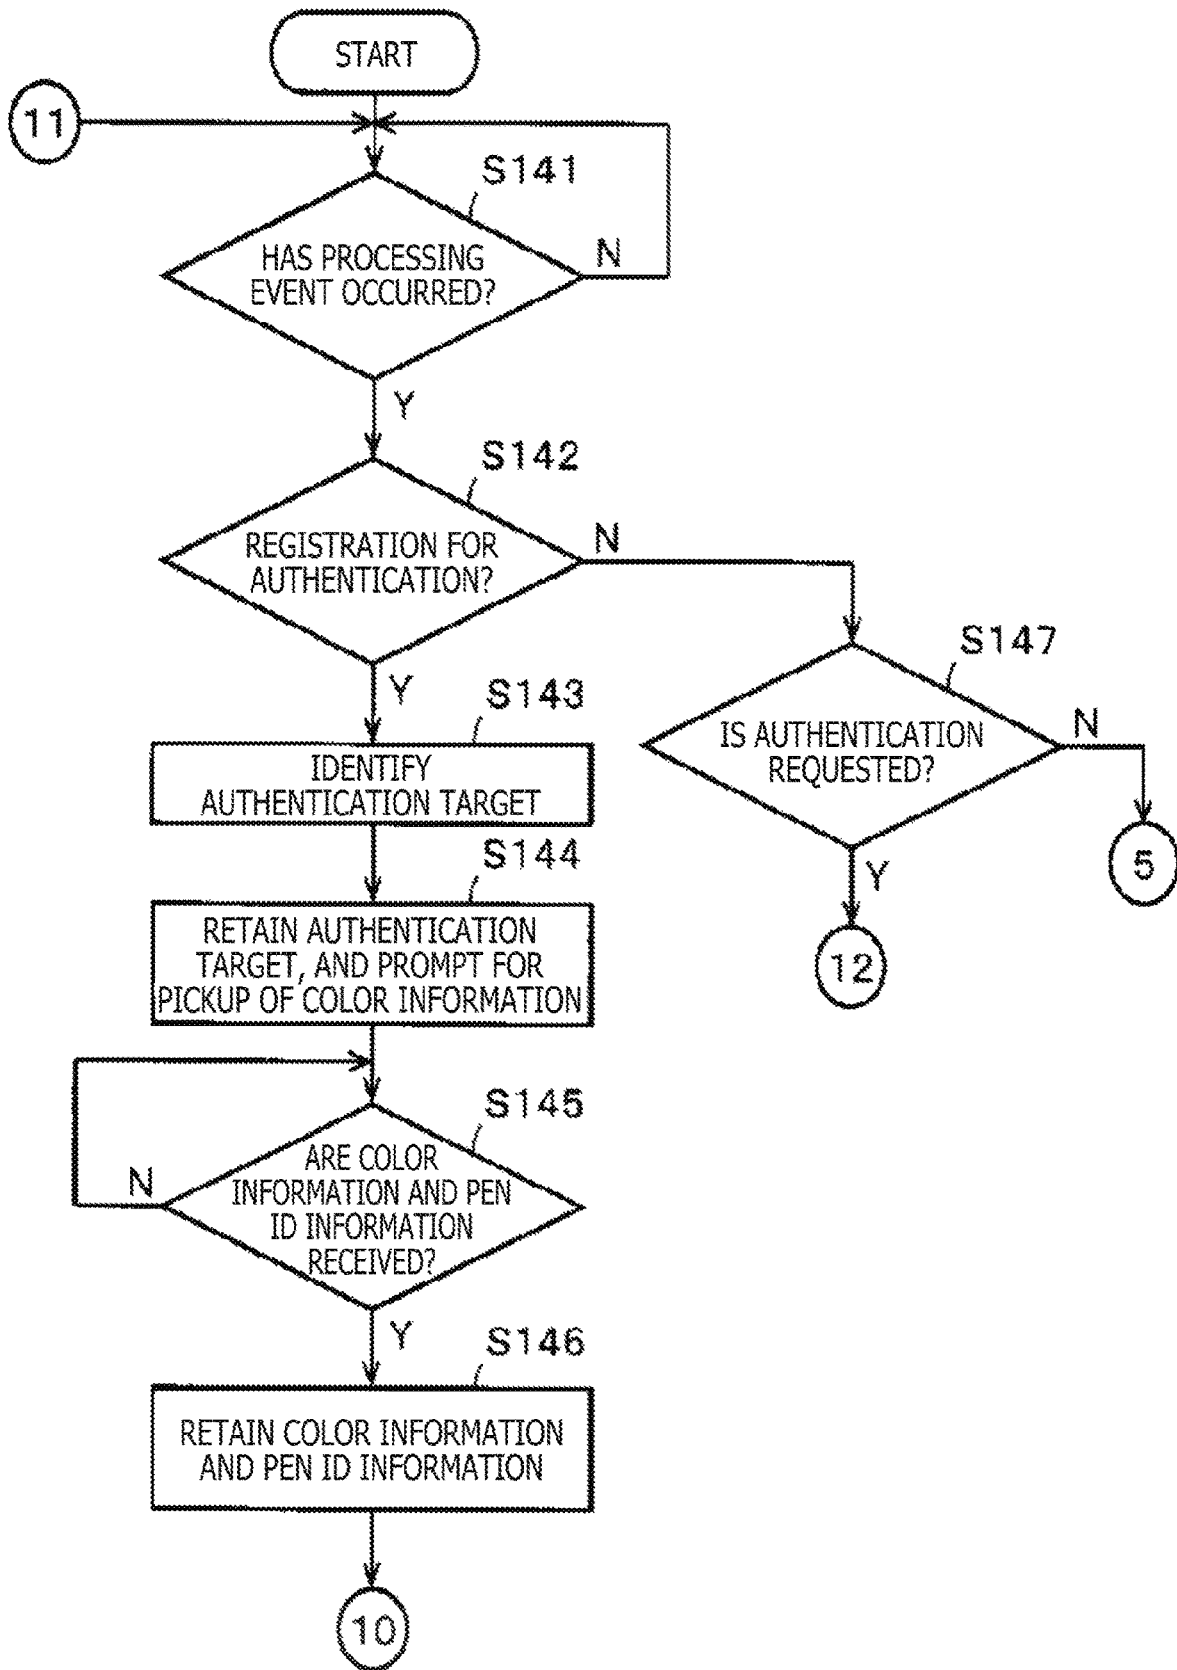 START
11
S141
HAS PROCESSING
EVENT OCCURRED?
N
Y
S142
REGISTRATION FOR
AUTHENTICATION?
N
Y
S147
IS AUTHENTICATION
REQUESTED?
N
Y
5
12
S143
IDENTIFY
AUTHENTICATION TARGET
S144
RETAIN AUTHENTICATION
TARGET, AND PROMPT FOR
PICKUP OF COLOR INFORMATION
S145
ARE COLOR
INFORMATION AND PEN
ID INFORMATION
RECEIVED?
N
Y
S146
RETAIN COLOR INFORMATION
AND PEN ID INFORMATION
10